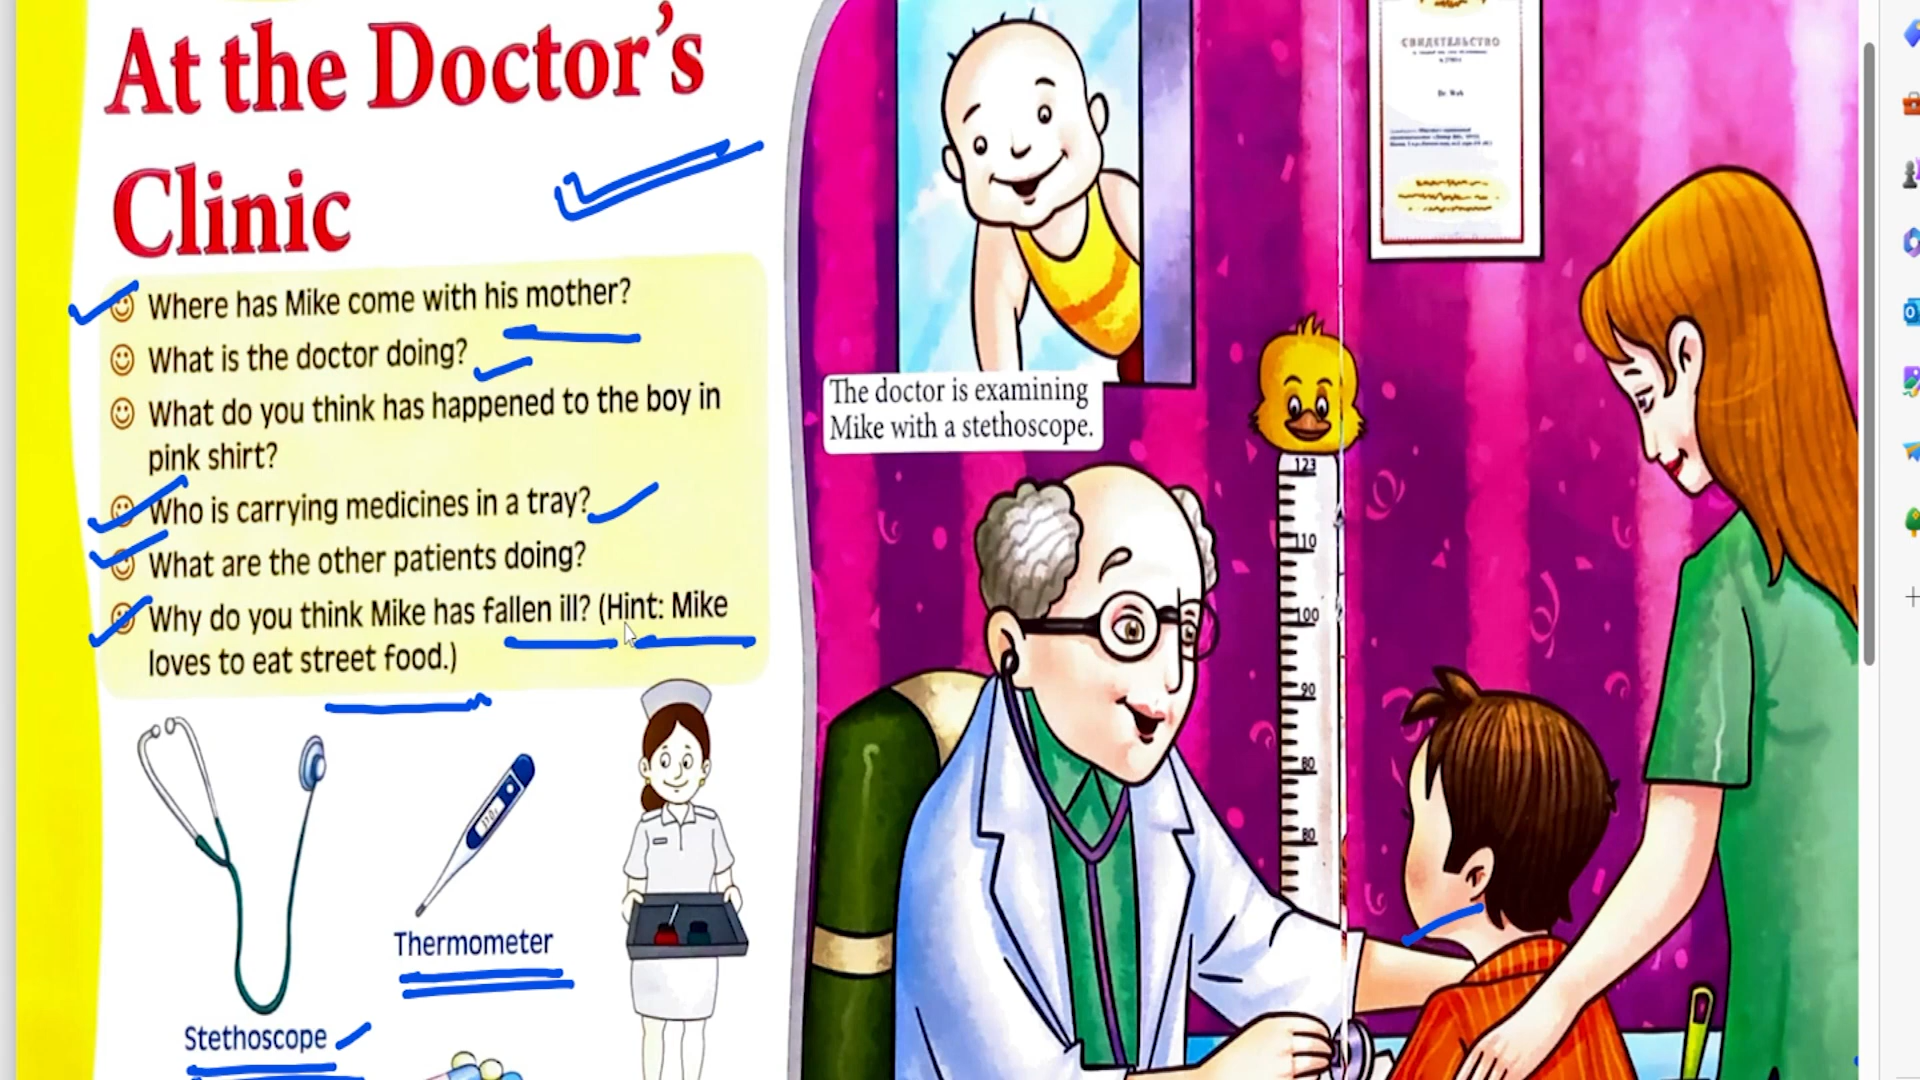 At the Doctor's
Clinic
Where has Mike come with his mother?
What is the doctor doing?
What do you think has happened to the boy in
pink shirt?
Who is carrying medicines in a tray?
What are the other patients doing?
Why do you think Mike has fallen ill? (Hint: Mike
loves to eat street food.)
Thermometer
Stethoscope
The doctor is examining
Mike with a stethoscope.
СВИДЕТЕЛЬСТВО
123
110
100
90
80
80